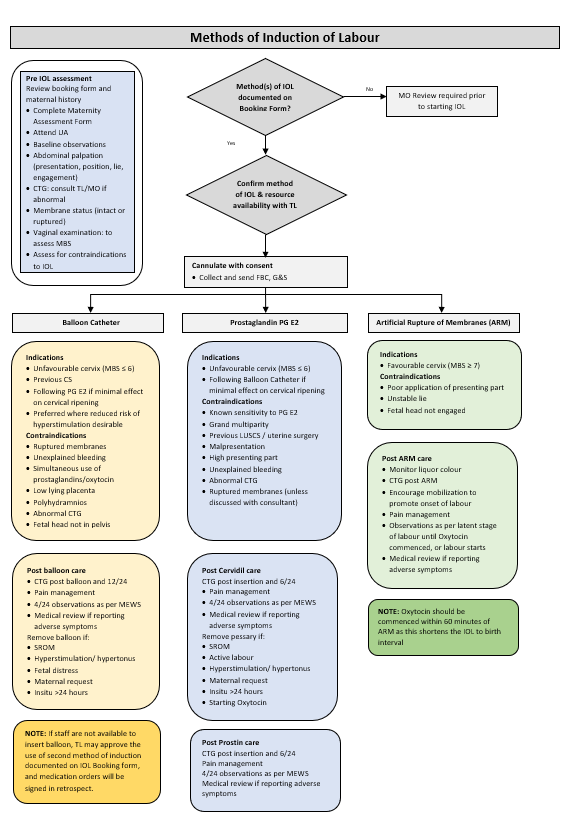 Methods of Induction of Labour
Pre IOL assessment
Review booking form and
maternal history
• Complete Maternity
Assessment Form
• Attend UA
• Baseline observations
• Abdominal palpation
(presentation, position, lie,
engagement)
• CTG: consult TL/MO if
abnormal
• Membrane status (intact or
ruptured)
• Vaginal examination: to
assess MBS
• Assess for contraindications
to IOL
Method(s) of IOL
documented on
Booking Form?
No
MO Review required prior
to starting IOL
Yes
Confirm method
of IOL & resource
availability with TL
Cannulate with consent
• Collect and send FBC, G&S
Balloon Catheter
Indications
• Unfavourable cervix (MBS ≤ 6)
• Previous CS
• Following PG E2 if minimal effect
on cervical ripening
• Preferred where reduced risk of
hyperstimulation desirable
Contraindications
• Ruptured membranes
• Unexplained bleeding
• Simultaneous use of
prostaglandins/oxytocin
• Low lying placenta
• Polyhydramnios
• Abnormal CTG
• Fetal head not in pelvis
Post balloon care
• CTG post balloon and 12/24
• Pain management
• 4/24 observations as per MEWS
• Medical review if reporting
adverse symptoms
Remove balloon if:
• SROM
• Hyperstimulation/ hypertonus
• Fetal distress
• Maternal request
• Insitu >24 hours
NOTE: If staff are not available to
insert balloon, TL may approve the
use of second method of induction
documented on IOL Booking form,
and medication orders will be
signed in retrospect.
Prostaglandin PG E2
Indications
• Unfavourable cervix (MBS ≤ 6)
• Following Balloon Catheter if
minimal effect on cervical ripening
Contraindications
• Known sensitivity to PG E2
• Grand multiparity
• Previous LUSCS / uterine surgery
• Malpresentation
• High presenting part
• Unexplained bleeding
• Abnormal CTG
• Ruptured membranes (unless
discussed with consultant)
Post Cervidil care
CTG post insertion and 6/24
• Pain management
• 4/24 observations as per MEWS
• Medical review if reporting
adverse symptoms
Remove pessary if:
• SROM
• Active labour
• Hyperstimulation/ hypertonus
• Maternal request
• Insitu >24 hours
• Starting Oxytocin
Post Prostin care
CTG post insertion and 6/24
Pain management
4/24 observations as per MEWS
Medical review if reporting adverse
symptoms
Artificial Rupture of Membranes (ARM)
Indications
• Favourable cervix (MBS ≥ 7)
Contraindications
• Poor application of presenting part
• Unstable lie
• Fetal head not engaged
Post ARM care
• Monitor liquor colour
• CTG post ARM
• Encourage mobilization to
promote onset of labour
• Pain management
• Observations as per latent stage
of labour until Oxytocin
commenced, or labour starts
• Medical review if reporting
adverse symptoms
NOTE: Oxytocin should be
commenced within 60 minutes of
ARM as this shortens the IOL to birth
interval